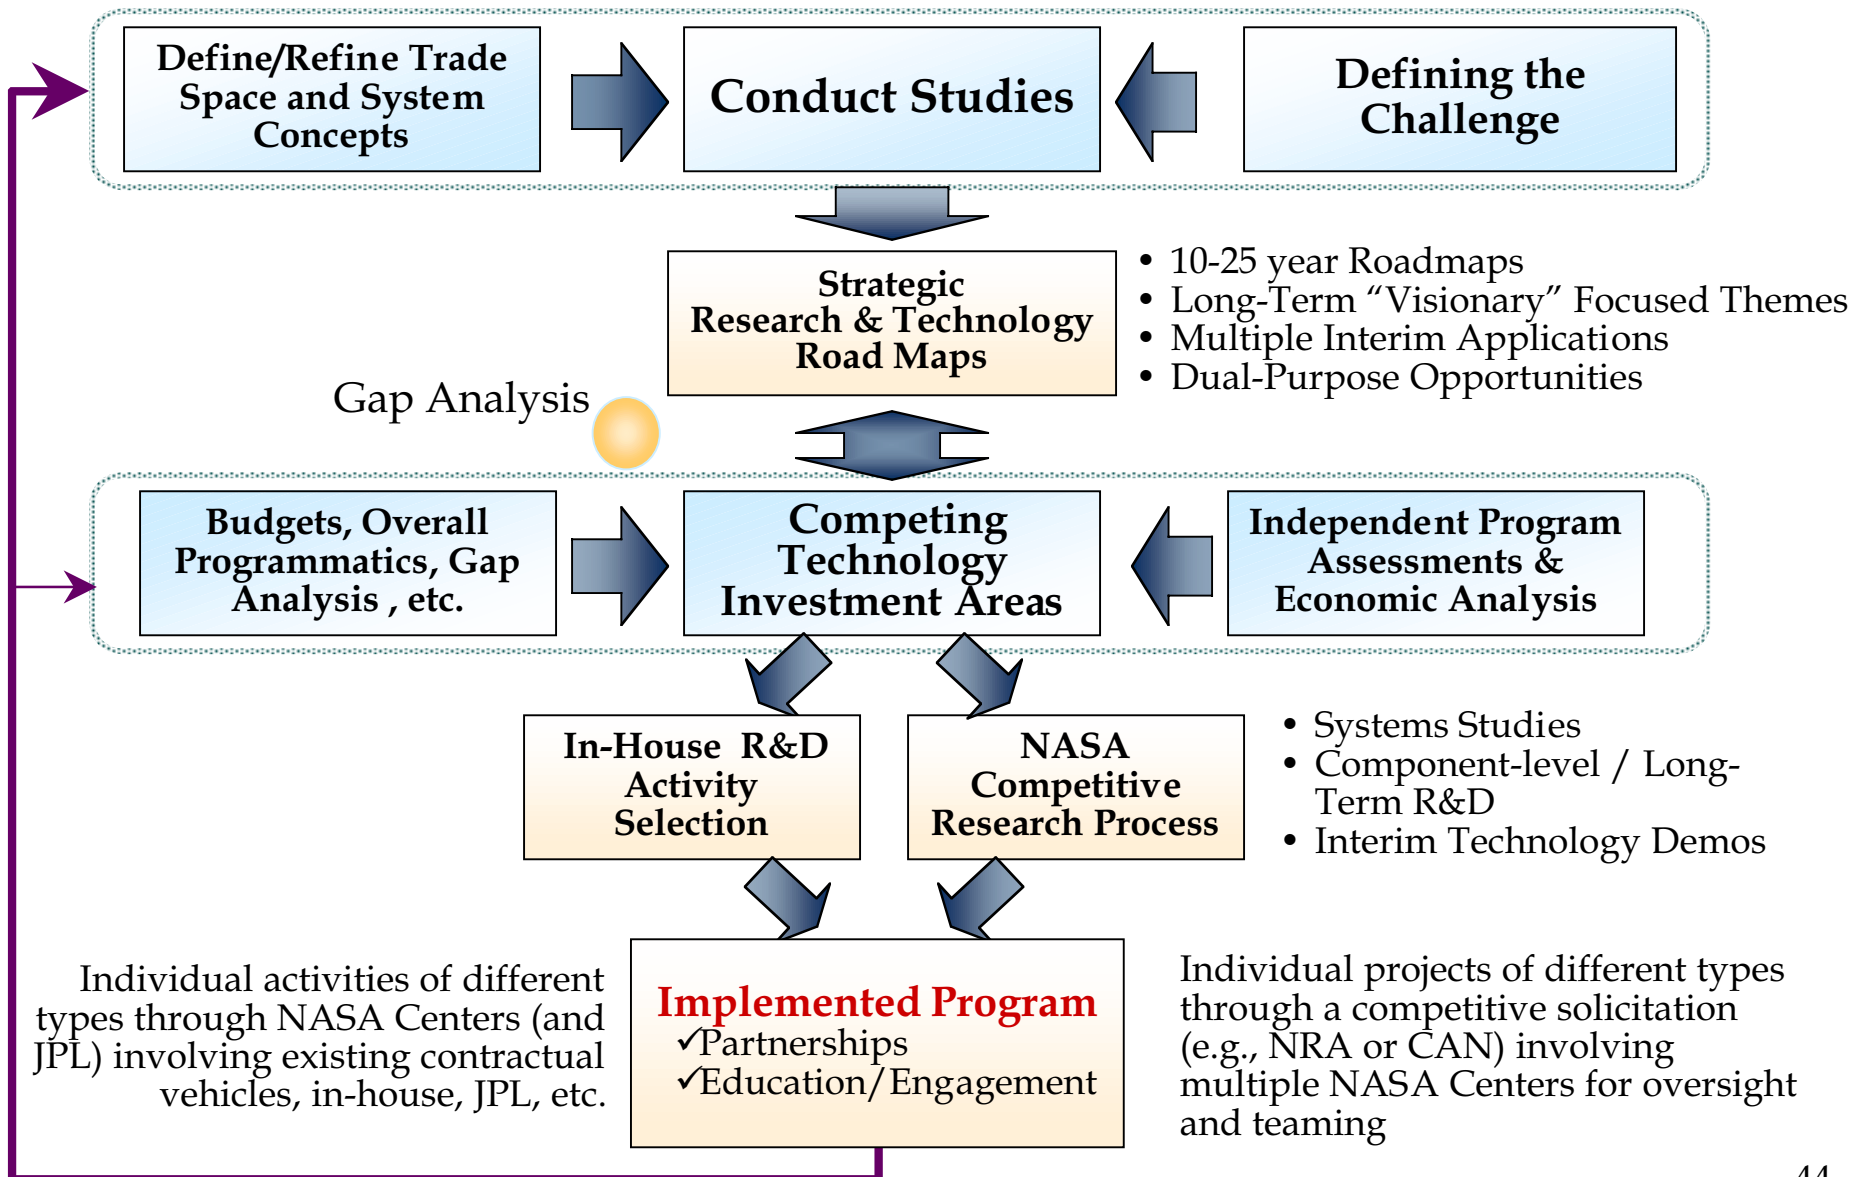 Define/Refine Trade
Space and System
Concepts
Conduct Studies
Defining the
Challenge
Strategic
Research & Technology
Road Maps
• 10-25 year Roadmaps
• Long-Term “Visionary” Focused Themes
• Multiple Interim Applications
• Dual-Purpose Opportunities
Gap Analysis
Budgets, Overall
Programmatics, Gap
Analysis , etc.
Competing
Technology
Investment Areas
Independent Program
Assessments &
Economic Analysis
In-House R&D
Activity
Selection
NASA
Competitive
Research Process
• Systems Studies
• Component-level / Long-
Term R&D
• Interim Technology Demos
Individual activities of different
types through NASA Centers (and
JPL) involving existing contractual
vehicles, in-house, JPL, etc.
Implemented Program
✓Partnerships
✓Education/Engagement
Individual projects of different types
through a competitive solicitation
(e.g., NRA or CAN) involving
multiple NASA Centers for oversight
and teaming
44